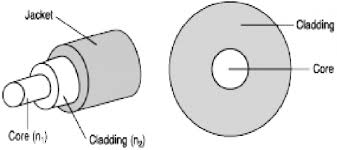 Jacket
Cladding
Core
Core (n₁)
Cladding (n₂)